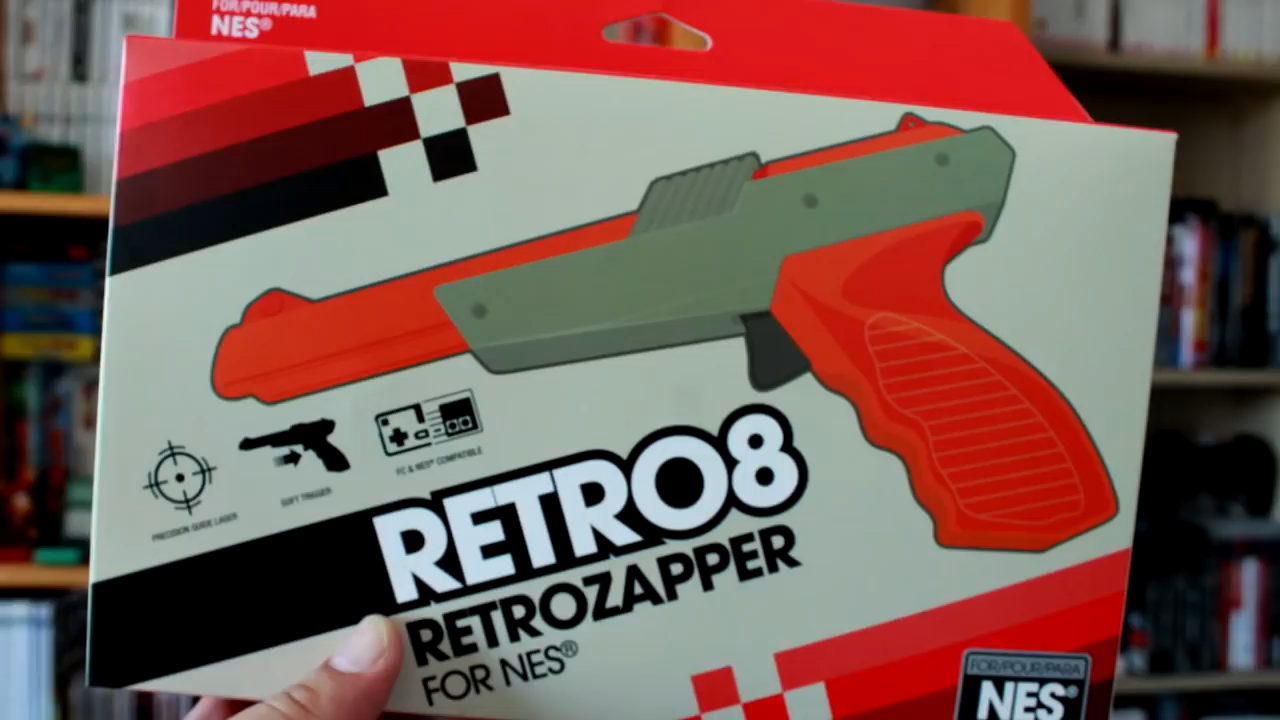 FOR/POUR/PARA
NES®
PRECISION GUIDE LASER
SOFT TRIGGER
FC & NES® COMPATIBLE
RETRO8
RETROZAPPER
FOR NES®
FOR/POUR/PARA
NES®